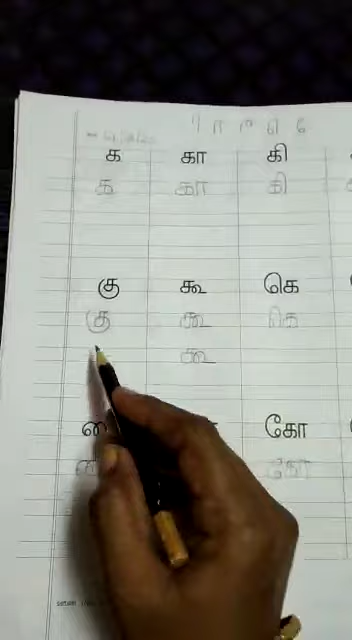 க கா கி
க கா கி
கு கூ கெ
கு கூ கெ
கூ
கோ
கோ